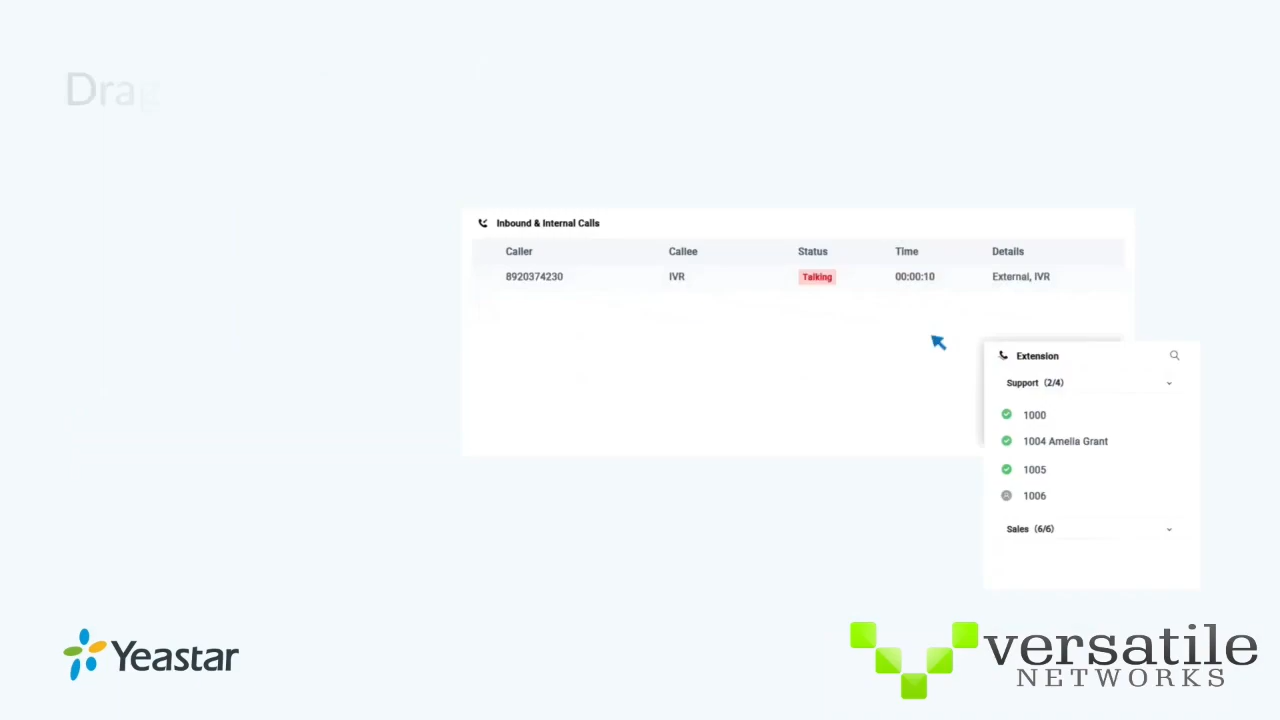 Drag
Inbound & Internal Calls
Caller Callee Status Time Details
8920374230 IVR Talking 00:00:10 External, IVR
Extension
Support (2/4)
1000
1004 Amelia Grant
1005
1006
Sales (6/6)
Yeastar
versatile
NETWORKS